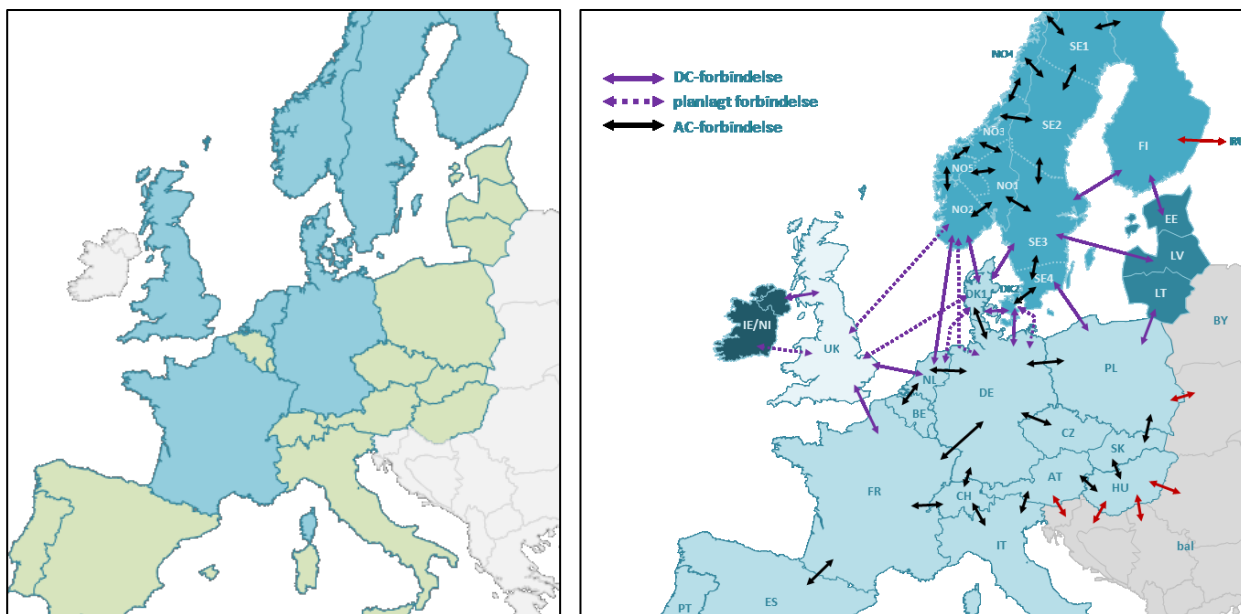 SE1
NO4
DC-forbindelse
planlagt forbindelse
AC-forbindelse
SE2
NO3
FI
NO5
NO1
NO2
EE
SE3
LV
SE4
LT
DK2
DK1
BY
IE/NI
UK
PL
NL
DE
BE
CZ
SK
AT
HU
FR
CH
IT
bal
ES
PT